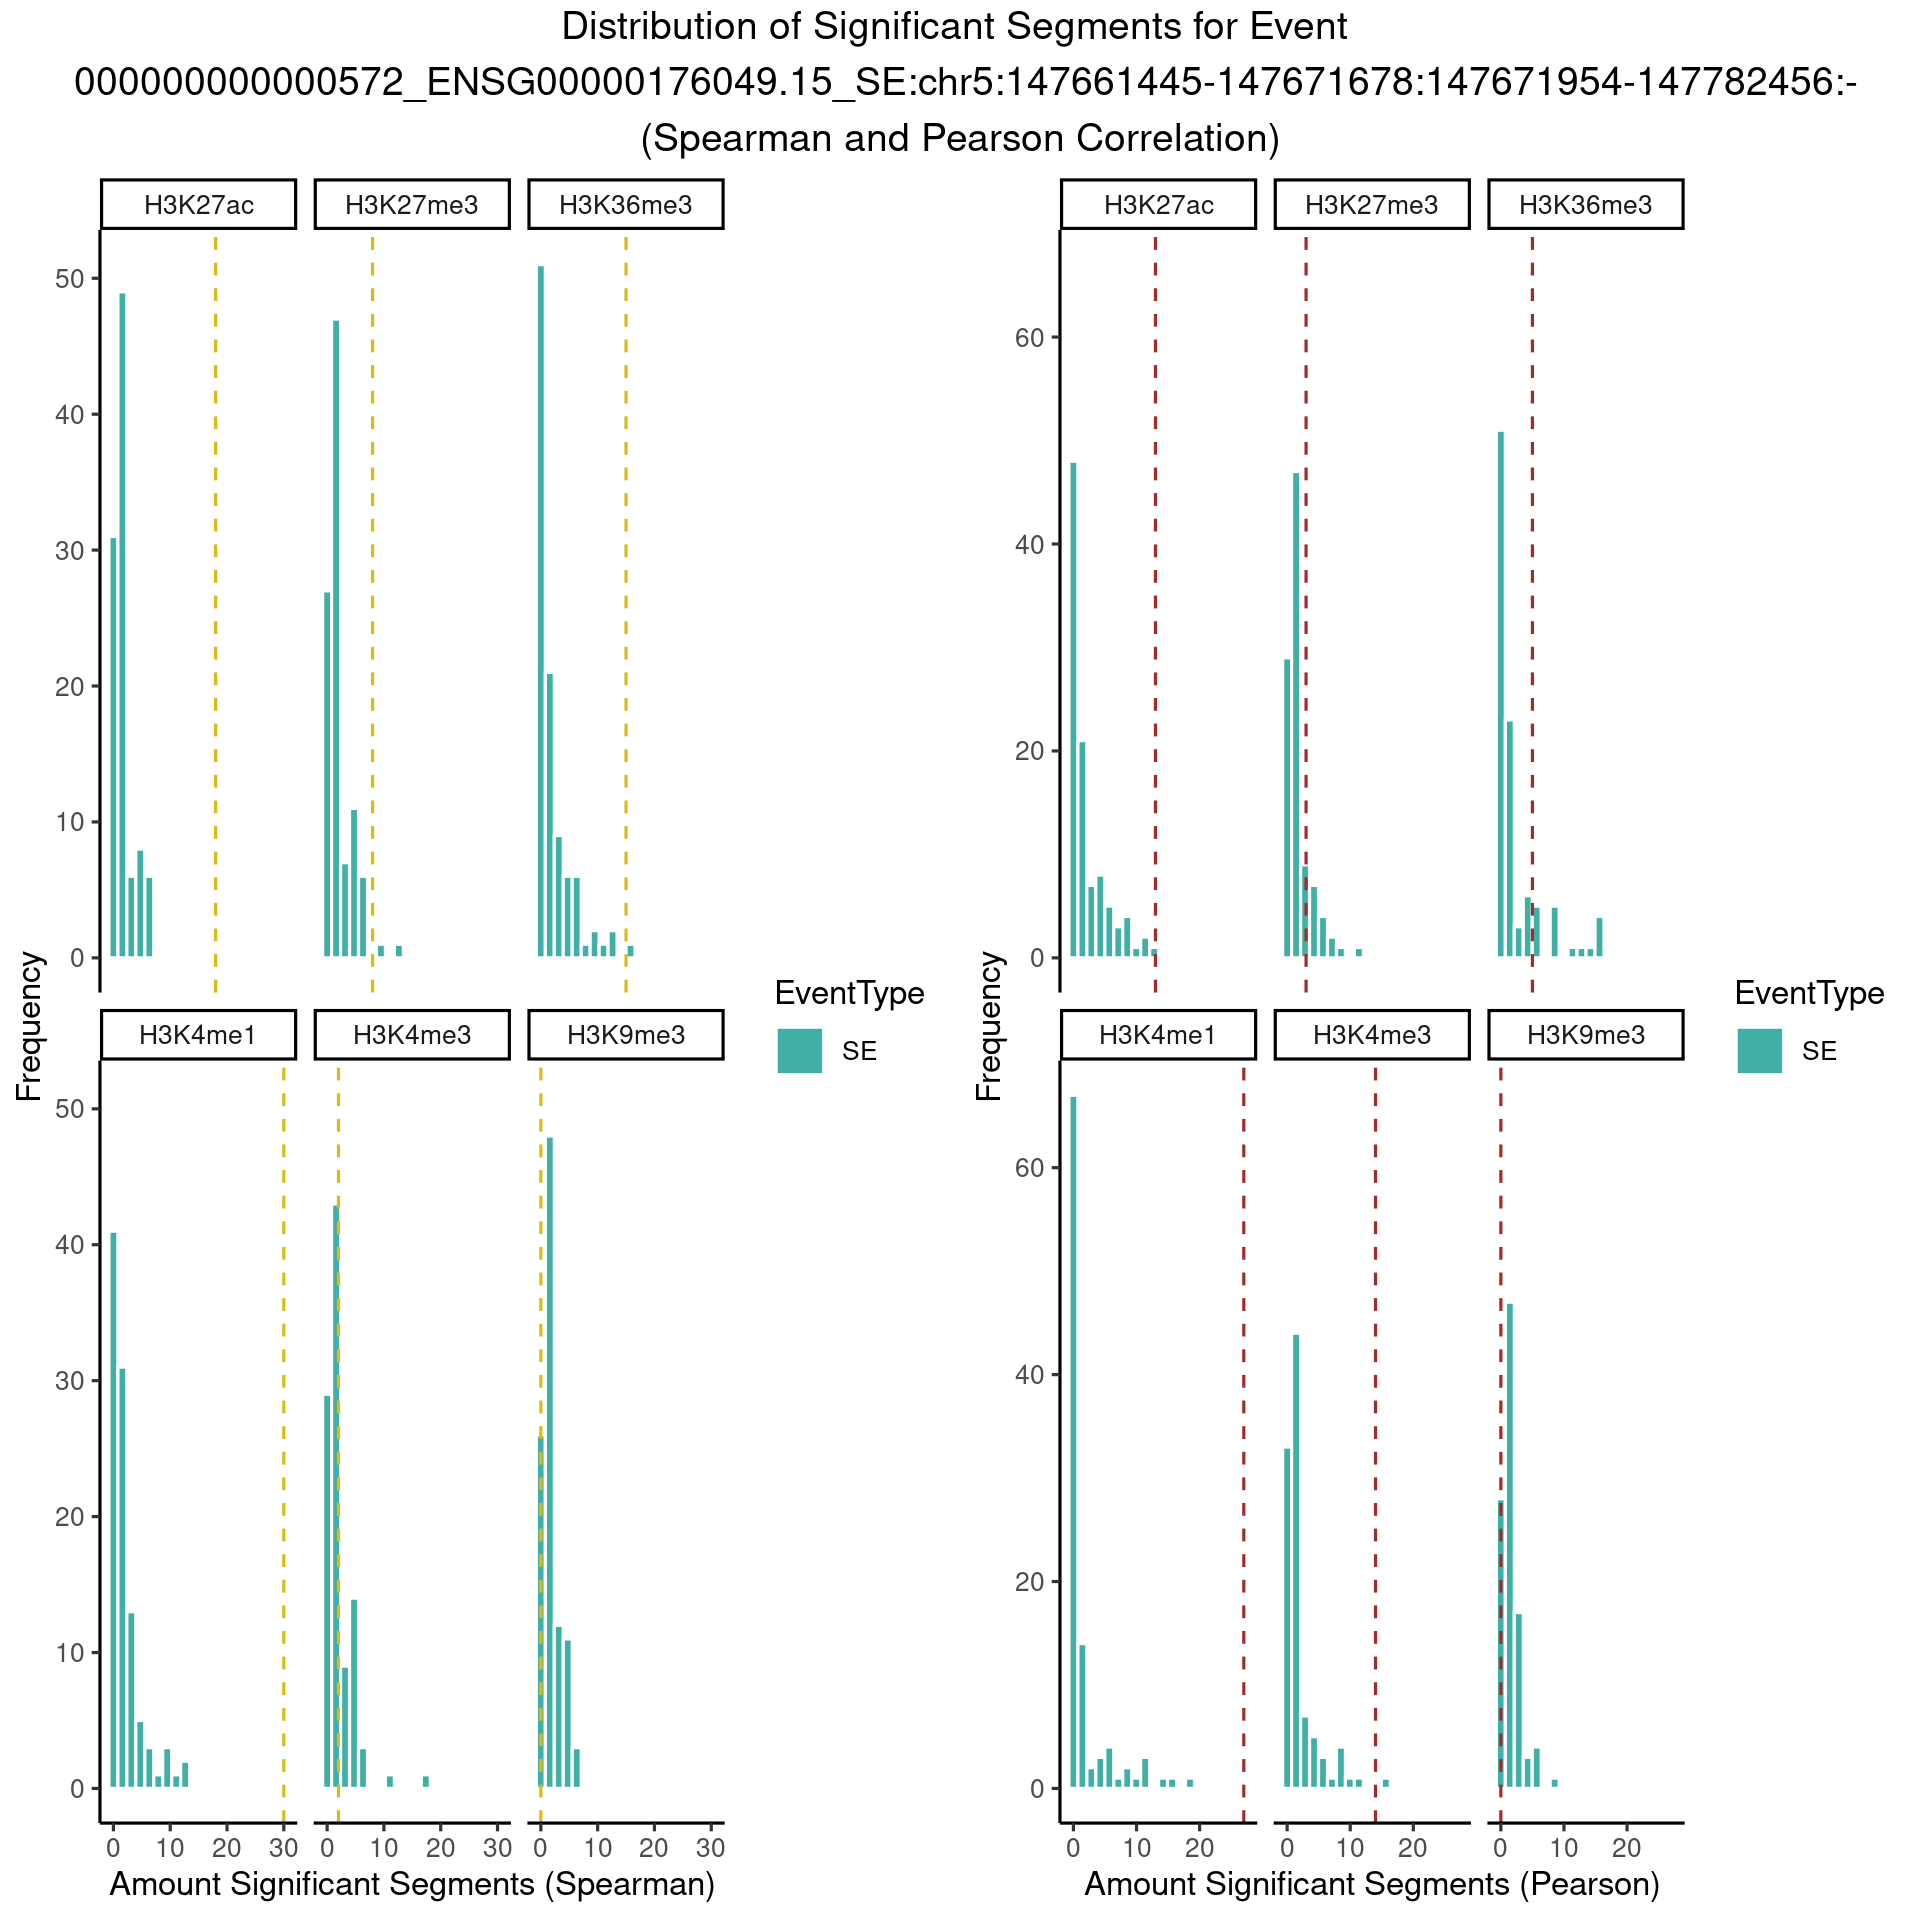 Distribution of Significant Segments for Event
000000000000572_ENSG00000176049.15_SE:chr5:147661445-147671678:147671954-147782456:-
(Spearman and Pearson Correlation)
H3K27ac H3K27me3 H3K36me3
50
40
30
20
10
0
H3K4me1 H3K4me3 H3K9me3
50
40
30
20
10
0
0 10 20 30 0 10 20 30 0 10 20 30
Frequency
Amount Significant Segments (Spearman)
EventType
SE
H3K27ac H3K27me3 H3K36me3
60
40
20
0
H3K4me1 H3K4me3 H3K9me3
60
40
20
0
0 10 20 0 10 20 0 10 20
Frequency
Amount Significant Segments (Pearson)
EventType
SE